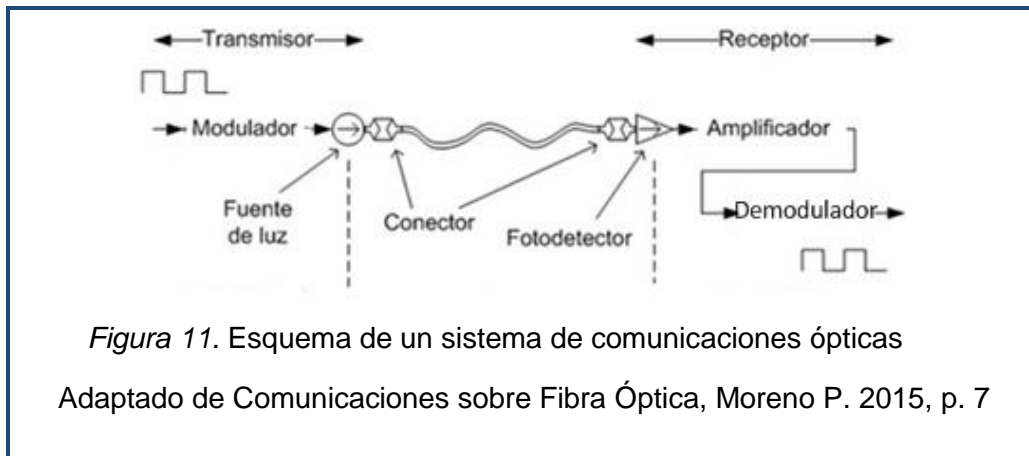 Transmisor
Receptor
Modulador
Amplificador
Fuente
de luz
Conector
Fotodetector
Demodulador
Figura 11. Esquema de un sistema de comunicaciones ópticas
Adaptado de Comunicaciones sobre Fibra Óptica, Moreno P. 2015, p. 7